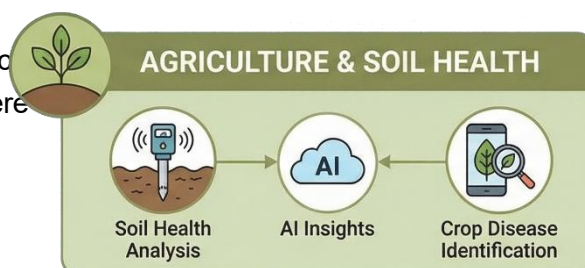 AGRICULTURE & SOIL HEALTH
AI
Soil Health
Analysis
AI Insights
Crop Disease
Identification